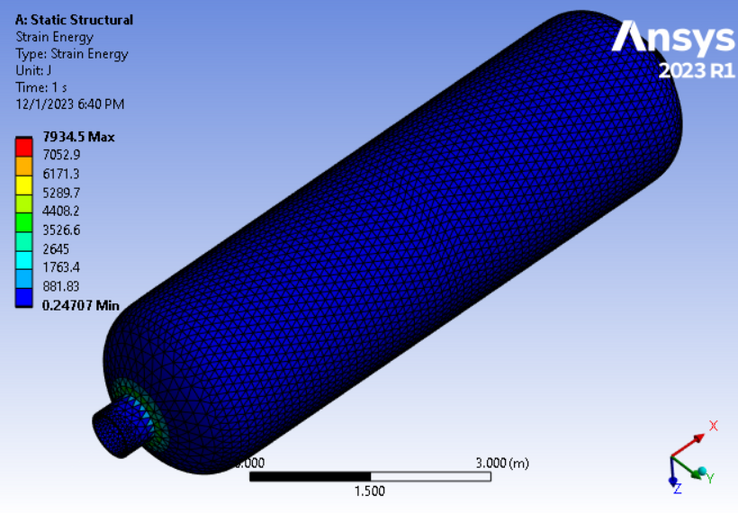 A: Static Structural
Strain Energy
Type: Strain Energy
Unit: J
Time: 1 s
12/1/2023 6:40 PM
Ansys
2023 R1
7934.5 Max
7052.9
6171.3
5289.7
4408.2
3526.6
2645
1763.4
881.83
0.24707 Min
.000
3.000 (m)
1.500
X
Y
Z